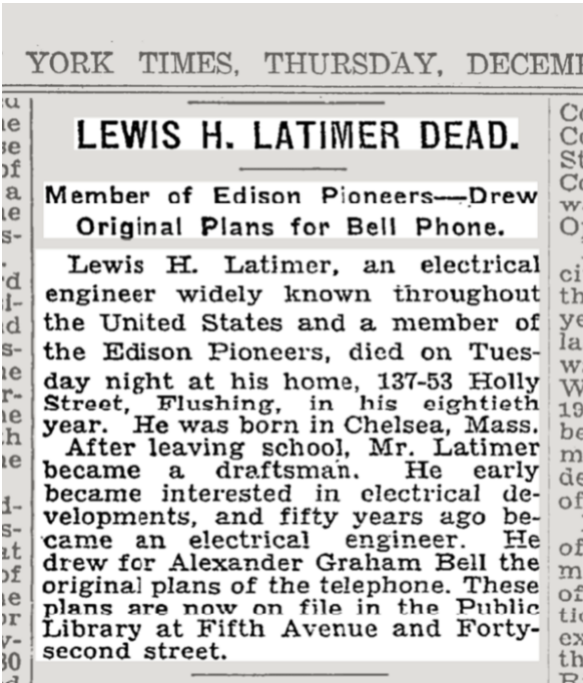 YORK TIMES, THURSDAY, DECEM
LEWIS H. LATIMER DEAD.
Member of Edison Pioneers—Drew
Original Plans for Bell Phone.
Lewis H. Latimer, an electrical
engineer widely known throughout
the United States and a member of
the Edison Pioneers, died on Tues-
day night at his home, 137-53 Holly
Street, Flushing, in his eightieth
year. He was born in Chelsea, Mass.
After leaving school, Mr. Latimer
became a draftsman. He early
became interested in electrical de-
velopments, and fifty years ago be-
came an electrical engineer. He
drew for Alexander Graham Bell the
original plans of the telephone. These
plans are now on file in the Public
Library at Fifth Avenue and Forty-
second street.